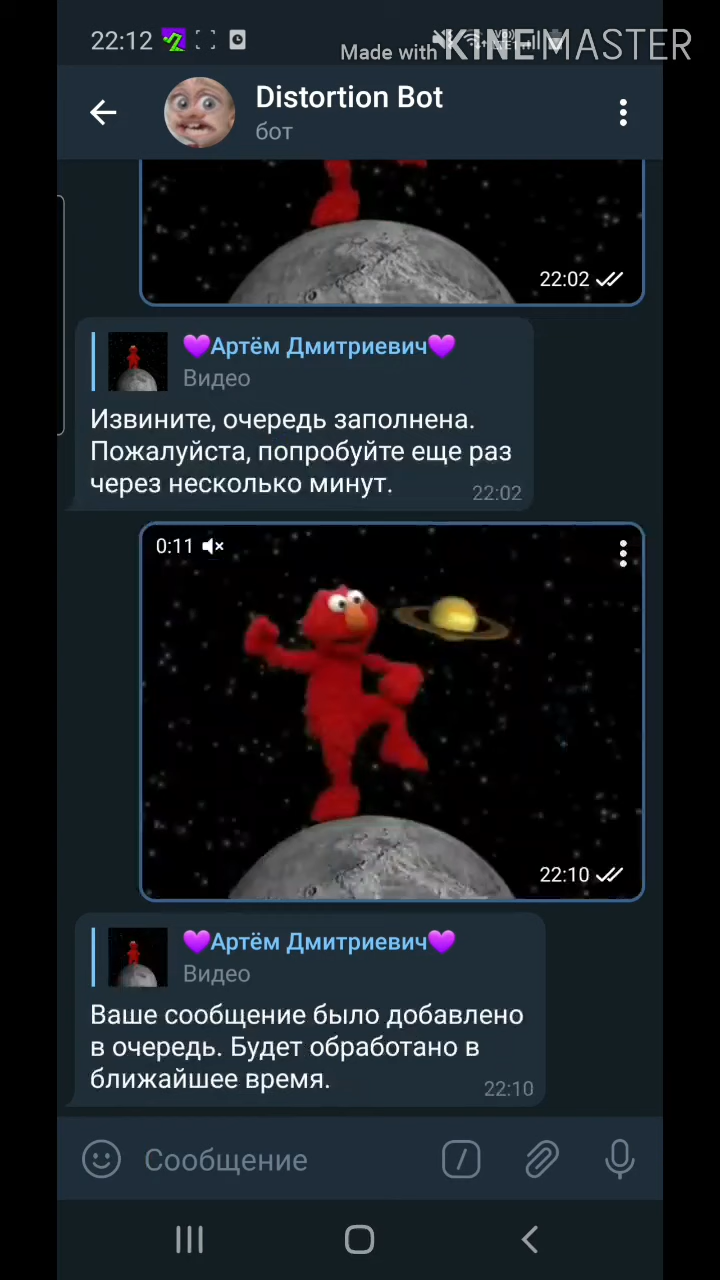 22:12
Made with KINEMASTER
Distortion Bot
бот
22:02
💜Артём Дмитриевич💜
Видео
Извините, очередь заполнена.
Пожалуйста, попробуйте еще раз
через несколько минут.
22:02
0:11
22:10
💜Артём Дмитриевич💜
Видео
Ваше сообщение было добавлено
в очередь. Будет обработано в
ближайшее время.
22:10
Сообщение